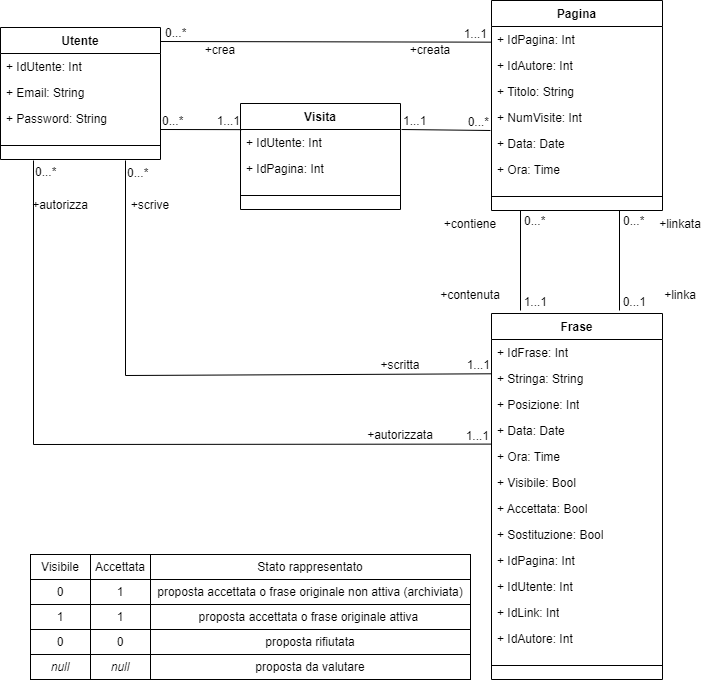 Utente
+ IdUtente: Int
+ Email: String
+ Password: String
0...*
+crea
1...1
+creata
Pagina
+ IdPagina: Int
+ IdAutore: Int
+ Titolo: String
+ NumVisite: Int
+ Data: Date
+ Ora: Time
0...*
1...1
Visita
+ IdUtente: Int
+ IdPagina: Int
1...1
0...*
0...*
+autorizza
0...*
+scrive
+contiene
0...*
0...*
+linkata
+contenuta
1...1
0...1
+linka
+scritta
1...1
+autorizzata
1...1
Frase
+ IdFrase: Int
+ Stringa: String
+ Posizione: Int
+ Data: Date
+ Ora: Time
+ Visibile: Bool
+ Accettata: Bool
+ Sostituzione: Bool
+ IdPagina: Int
+ IdUtente: Int
+ IdLink: Int
+ IdAutore: Int
Visibile Accettata Stato rappresentato
0 1 proposta accettata o frase originale non attiva (archiviata)
1 1 proposta accettata o frase originale attiva
0 0 proposta rifiutata
null null proposta da valutare